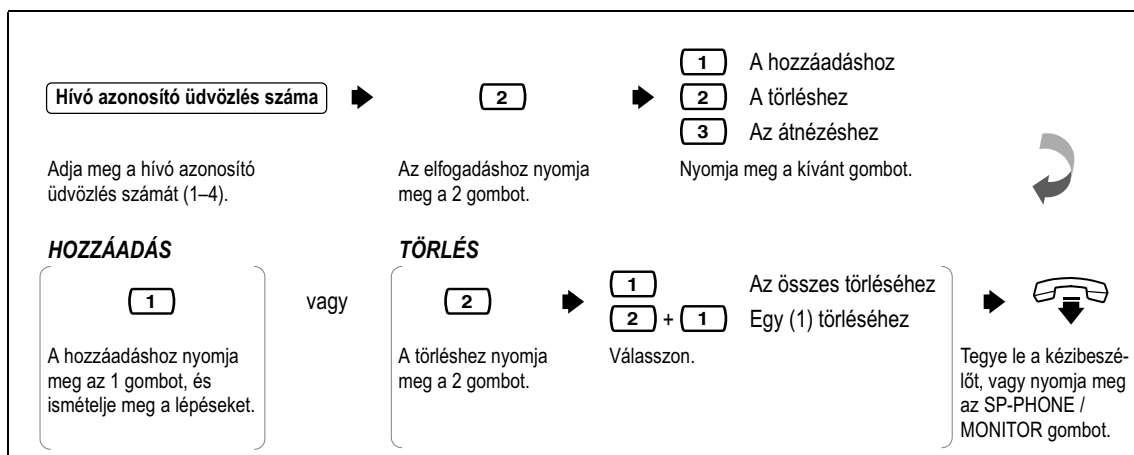 Hívó azonosító üdvözlés száma
2
1 A hozzáadáshoz
2 A törléshez
3 Az átnézéshez
Adja meg a hívó azonosító
üdvözlés számát (1–4).
Az elfogadáshoz nyomja
meg a 2 gombot.
Nyomja meg a kívánt gombot.
HOZZÁADÁS
1
A hozzáadáshoz nyomja
meg az 1 gombot, és
ismételje meg a lépéseket.
vagy
TÖRLÉS
2
A törléshez nyomja
meg a 2 gombot.
1 Az összes törléséhez
2 + 1 Egy (1) törléséhez
Válasszon.
Tegye le a kézibeszé-
lőt, vagy nyomja meg
az SP-PHONE /
MONITOR gombot.